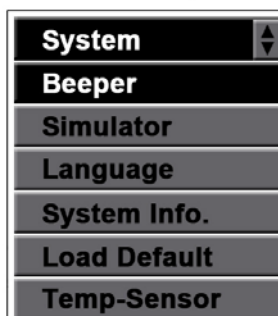 System
Beeper
Simulator
Language
System Info.
Load Default
Temp-Sensor